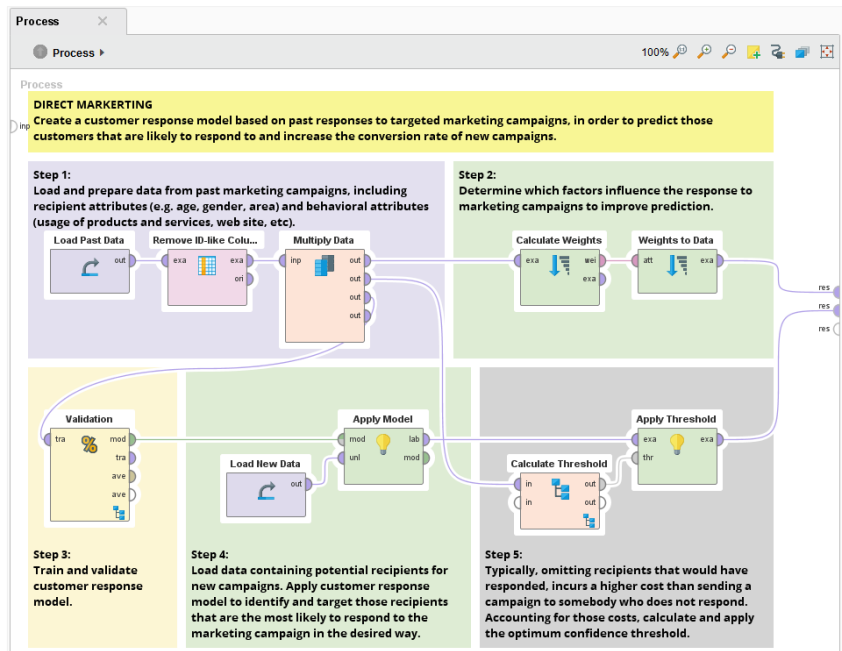 Process
Process
100%
Process
inp
DIRECT MARKERTING
Create a customer response model based on past responses to targeted marketing campaigns, in order to predict those
customers that are likely to respond to and increase the conversion rate of new campaigns.
Step 1:
Load and prepare data from past marketing campaigns, including
recipient attributes (e.g. age, gender, area) and behavioral attributes
(usage of products and services, web site, etc).
Load Past Data
out
Remove ID-like Colu...
exa exa
ori
Multiply Data
inp out
out
out
out
Step 2:
Determine which factors influence the response to
marketing campaigns to improve prediction.
Calculate Weights
exa wei
exa
Weights to Data
att exa
res
res
res
Validation
tra mod
tra
ave
ave
Step 3:
Train and validate
customer response
model.
Load New Data
out
Apply Model
mod lab
unl mod
Step 4:
Load data containing potential recipients for
new campaigns. Apply customer response
model to identify and target those recipients
that are the most likely to respond to the
marketing campaign in the desired way.
Calculate Threshold
in out
in out
Apply Threshold
exa exa
thr
Step 5:
Typically, omitting recipients that would have
responded, incurs a higher cost than sending a
campaign to somebody who does not respond.
Accounting for those costs, calculate and apply
the optimum confidence threshold.